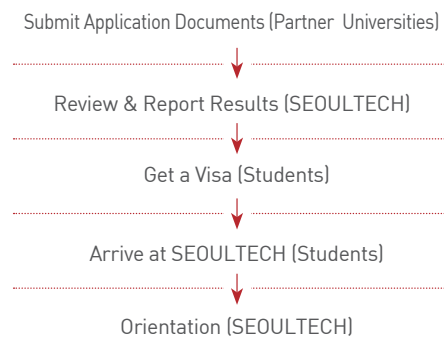 Submit Application Documents (Partner Universities)
Review & Report Results (SEOULTECH)
Get a Visa (Students)
Arrive at SEOULTECH (Students)
Orientation (SEOULTECH)